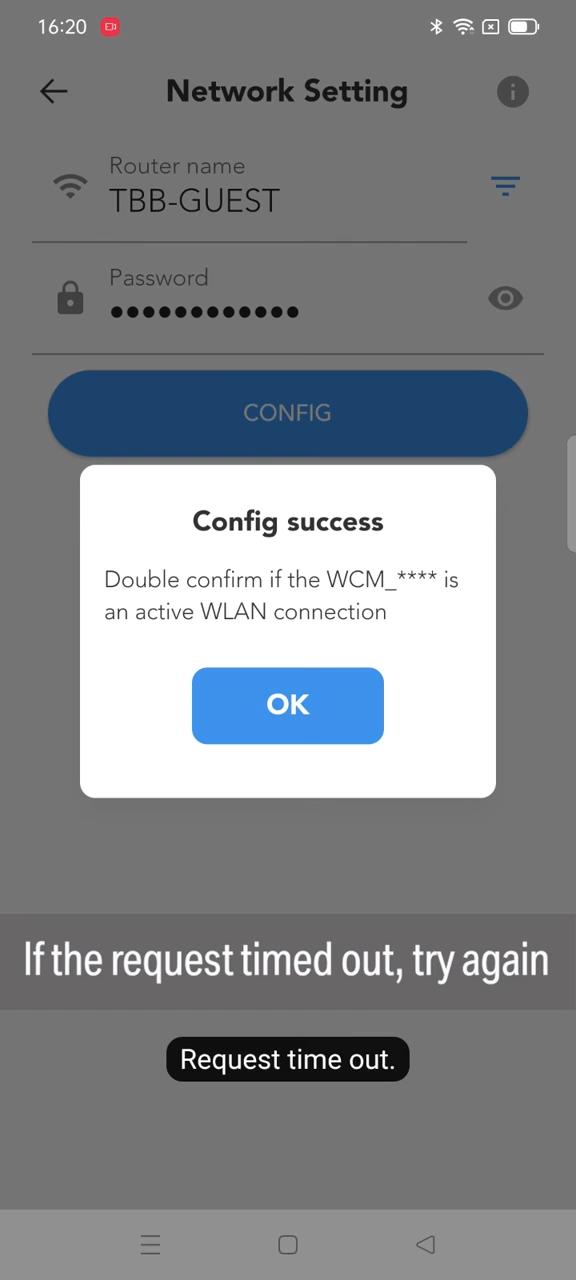 16:20
Network Setting
Router name
TBB-GUEST
Password
••••••••••••
CONFIG
Config success
Double confirm if the WCM_**** is
an active WLAN connection
OK
If the request timed out, try again
Request time out.